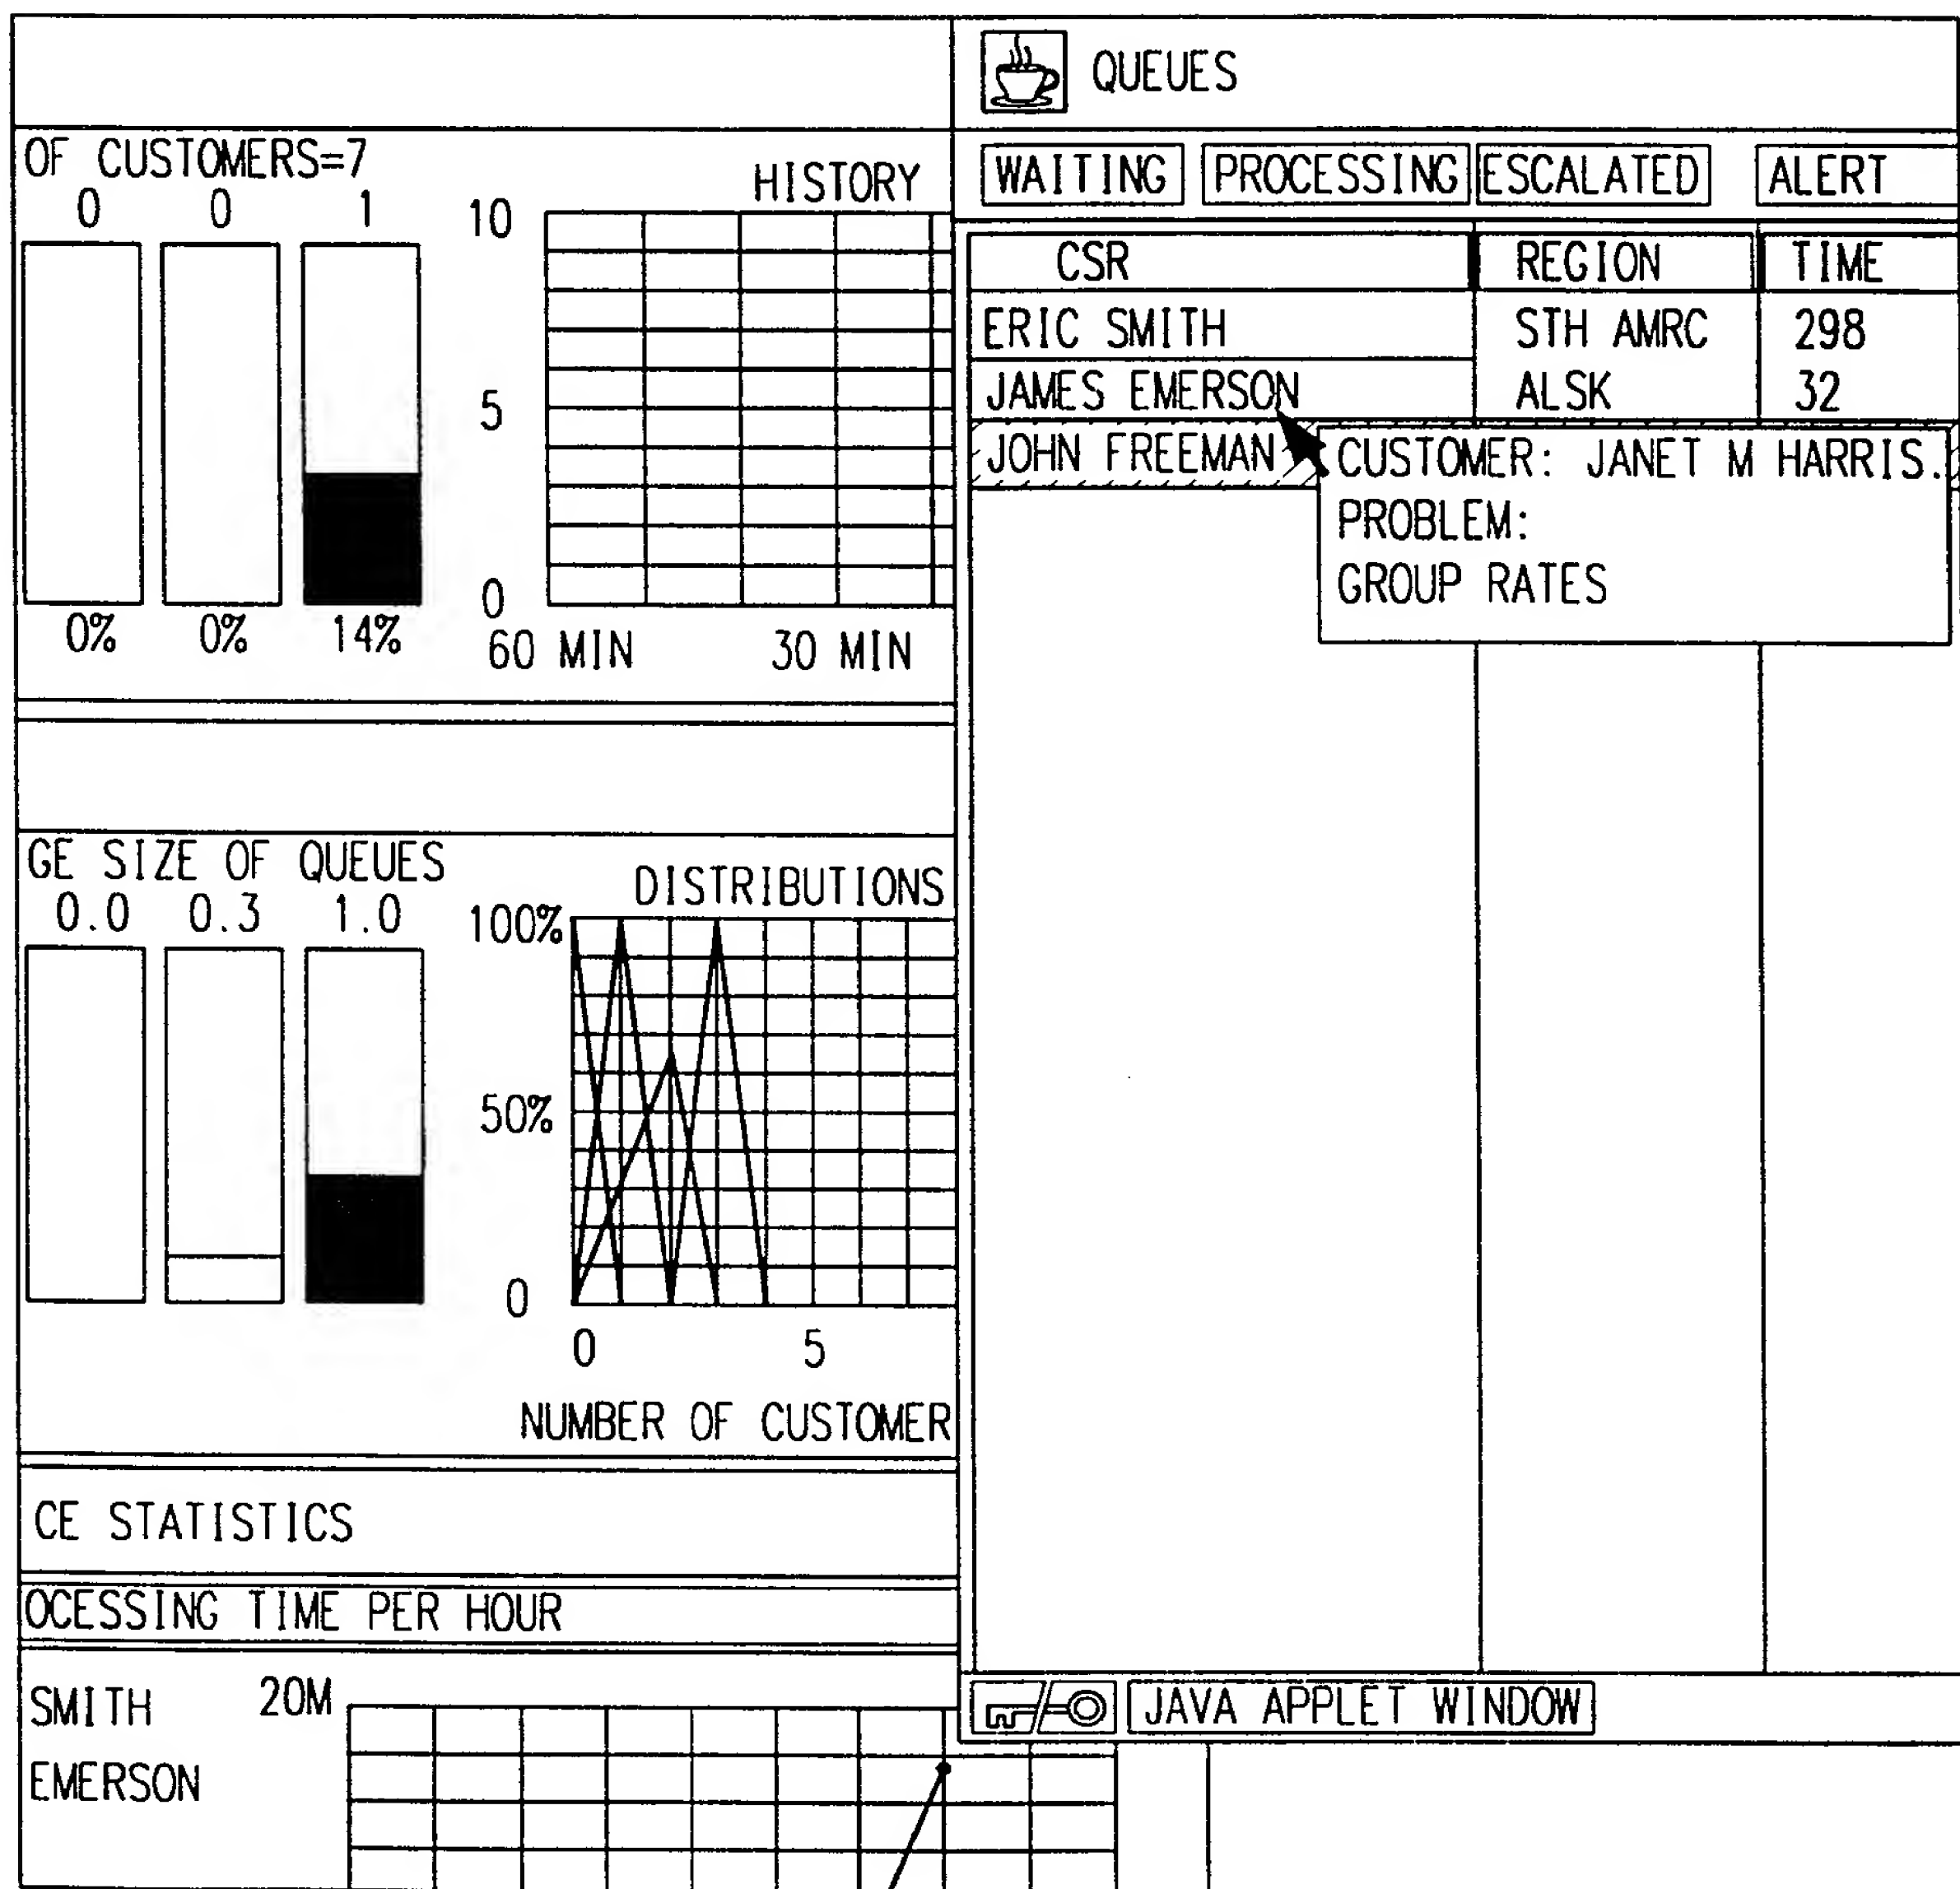 OF CUSTOMERS=7
0 0 1
HISTORY
10
5
0
0% 0% 14%
60 MIN 30 MIN
GE SIZE OF QUEUES
0.0 0.3 1.0
DISTRIBUTIONS
100%
50%
0
0 5
NUMBER OF CUSTOMER
CE STATISTICS
OCESSING TIME PER HOUR
SMITH 20M
EMERSON
QUEUES
WAITING PROCESSING ESCALATED ALERT
CSR REGION TIME
ERIC SMITH STH AMRC 298
JAMES EMERSON ALSK 32
JOHN FREEMAN
CUSTOMER: JANET M HARRIS.
PROBLEM:
GROUP RATES
JAVA APPLET WINDOW